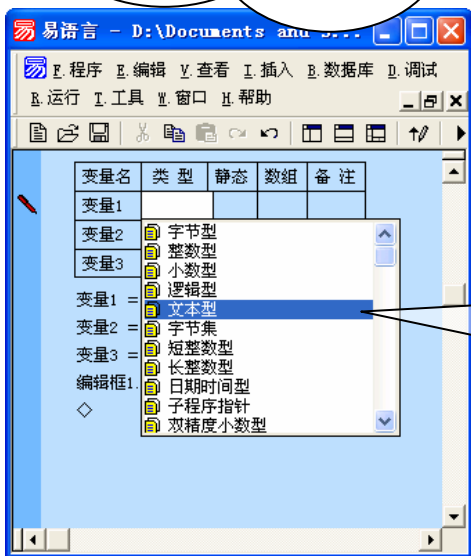 易语言 - D:\Documents and S...
F.程序 E.编辑 V.查看 I.插入 B.数据库 D.调试
R.运行 T.工具 W.窗口 H.帮助
变量名 类 型 静态 数组 备 注
变量1
变量2
变量3
字节型
整数型
小数型
逻辑型
文本型
字节集
短整数型
长整数型
日期时间型
子程序指针
双精度小数型
变量1 =
变量2 =
变量3 =
编辑框1.